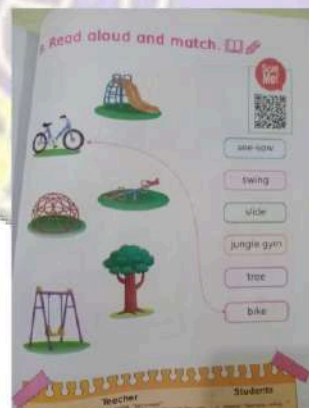 Read aloud and match.
Scan
Me!
see-saw
swing
slide
jungle gym
tree
bike
Teacher
Students